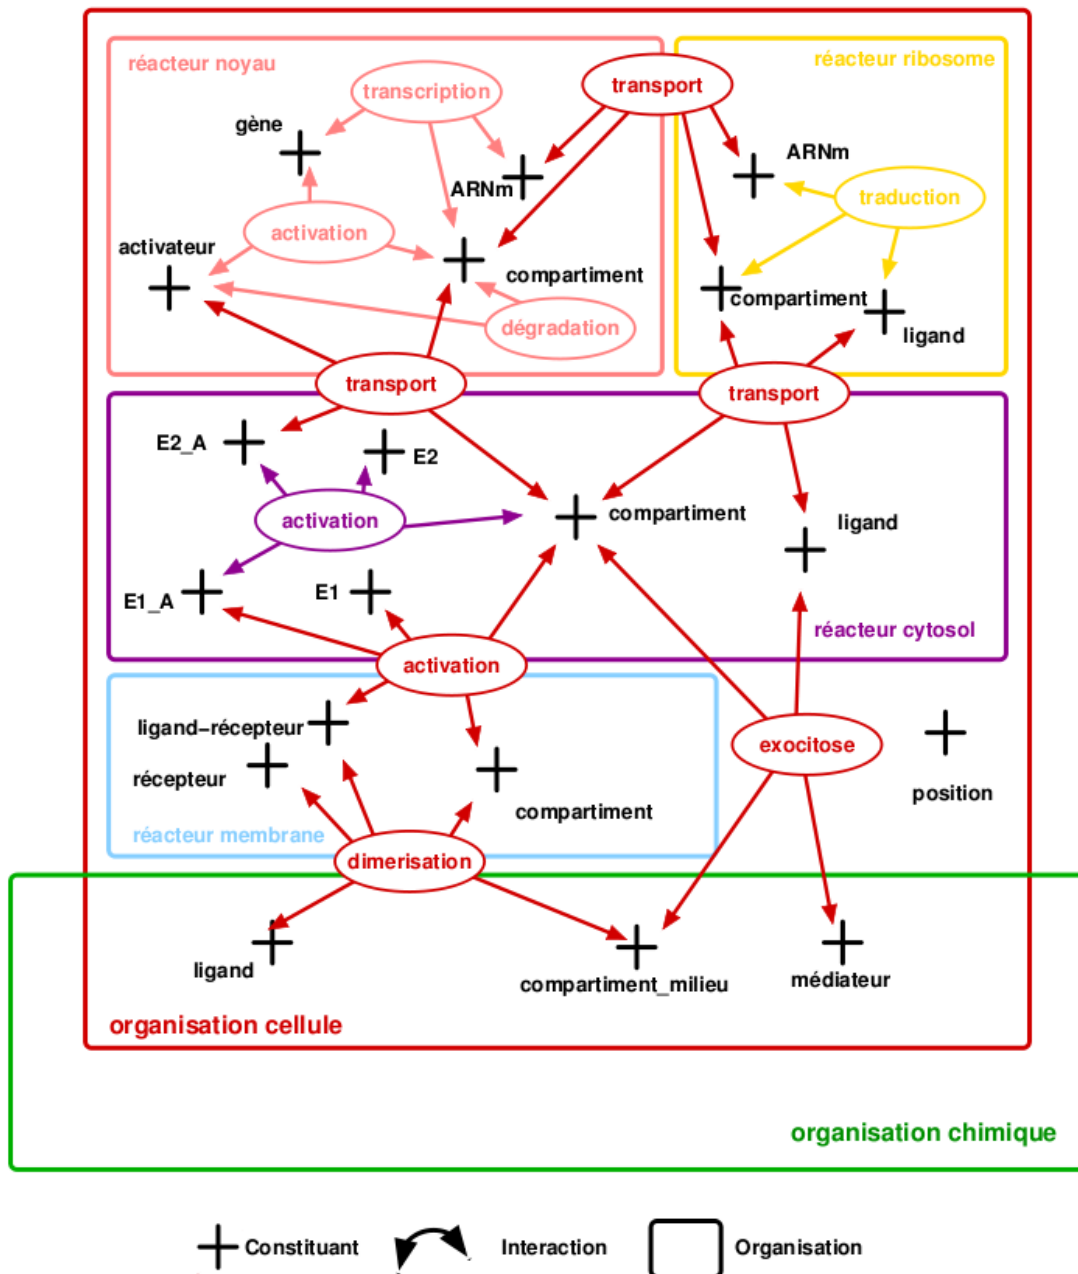 réacteur noyau
transcription
transport
réacteur ribosome
gène
ARNm
ARNm
traduction
activation
activateur
compartiment
compartiment
dégradation
ligand
transport
transport
E2_A
E2
activation
compartiment
ligand
E1_A
E1
réacteur cytosol
activation
ligand–récepteur
exocitose
récepteur
position
compartiment
réacteur membrane
dimerisation
ligand
compartiment_milieu
médiateur
organisation cellule
organisation chimique
Constituant
Interaction
Organisation